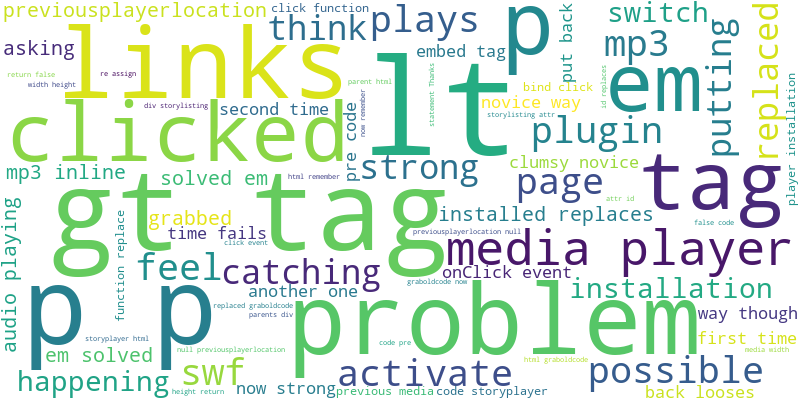 previousplayerlocation
click function
think
plays
p
switch
asking
links
lt
embed tag
put back
mp3
em
putting
replaced
return false
re assign
width height
parent html
statement Thanks
bind click
id replaces
clicked
div storylisting
second time
pre code
now remember
novice way
storylisting attr
plugin
player installation
mp3 inline
solved em
html remember
strong
clumsy novice
page
tag
attr id
gt tag
grabbed
time fails
click event
installed replaces
false code
audio playing
function replace
previousplayerlocation null
media player
feel
catching
onClick event
graboldcode now
installation
p
p
another one
replaced graboldcode
parents div
problem
way though
storyplayer html
code pre
first time
em solved
null previousplayerlocation
html graboldcode
media width
happening
swf
height return
now strong
activate
previous media
code storyplayer
possible
back looses